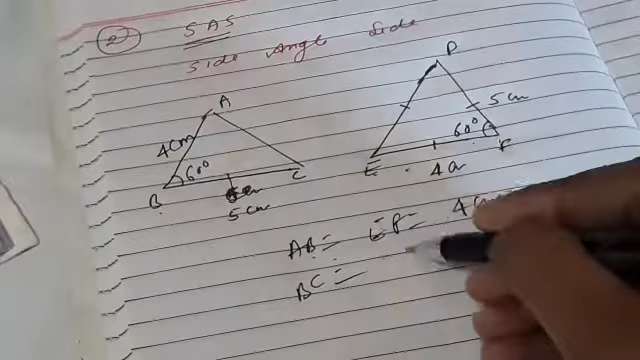 2
SAS
Side Angle Side
A
4cm
60°
B
C
5cm
D
5cm
60°
E
F
4cm
AB = EF = 4cm
BC =